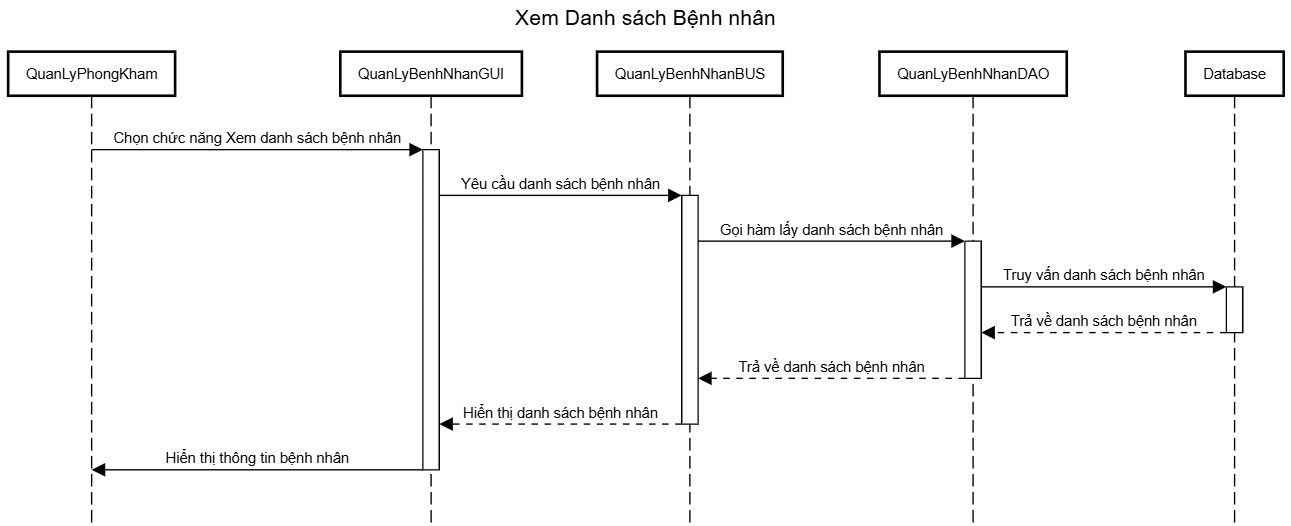 Xem Danh sách Bệnh nhân
QuanLyPhongKham
QuanLyBenhNhanGUI
QuanLyBenhNhanBUS
QuanLyBenhNhanDAO
Database
Chọn chức năng Xem danh sách bệnh nhân
Yêu cầu danh sách bệnh nhân
Gọi hàm lấy danh sách bệnh nhân
Truy vấn danh sách bệnh nhân
Trả về danh sách bệnh nhân
Trả về danh sách bệnh nhân
Hiển thị danh sách bệnh nhân
Hiển thị thông tin bệnh nhân